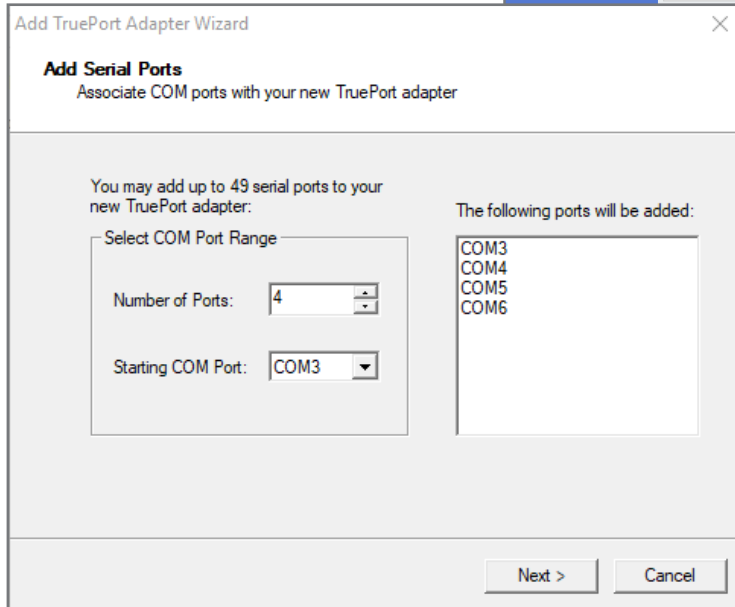 Add TruePort Adapter Wizard
Add Serial Ports
Associate COM ports with your new TruePort adapter
You may add up to 49 serial ports to your
new TruePort adapter:
Select COM Port Range
Number of Ports: 4
Starting COM Port: COM3
The following ports will be added:
COM3
COM4
COM5
COM6
Next >
Cancel